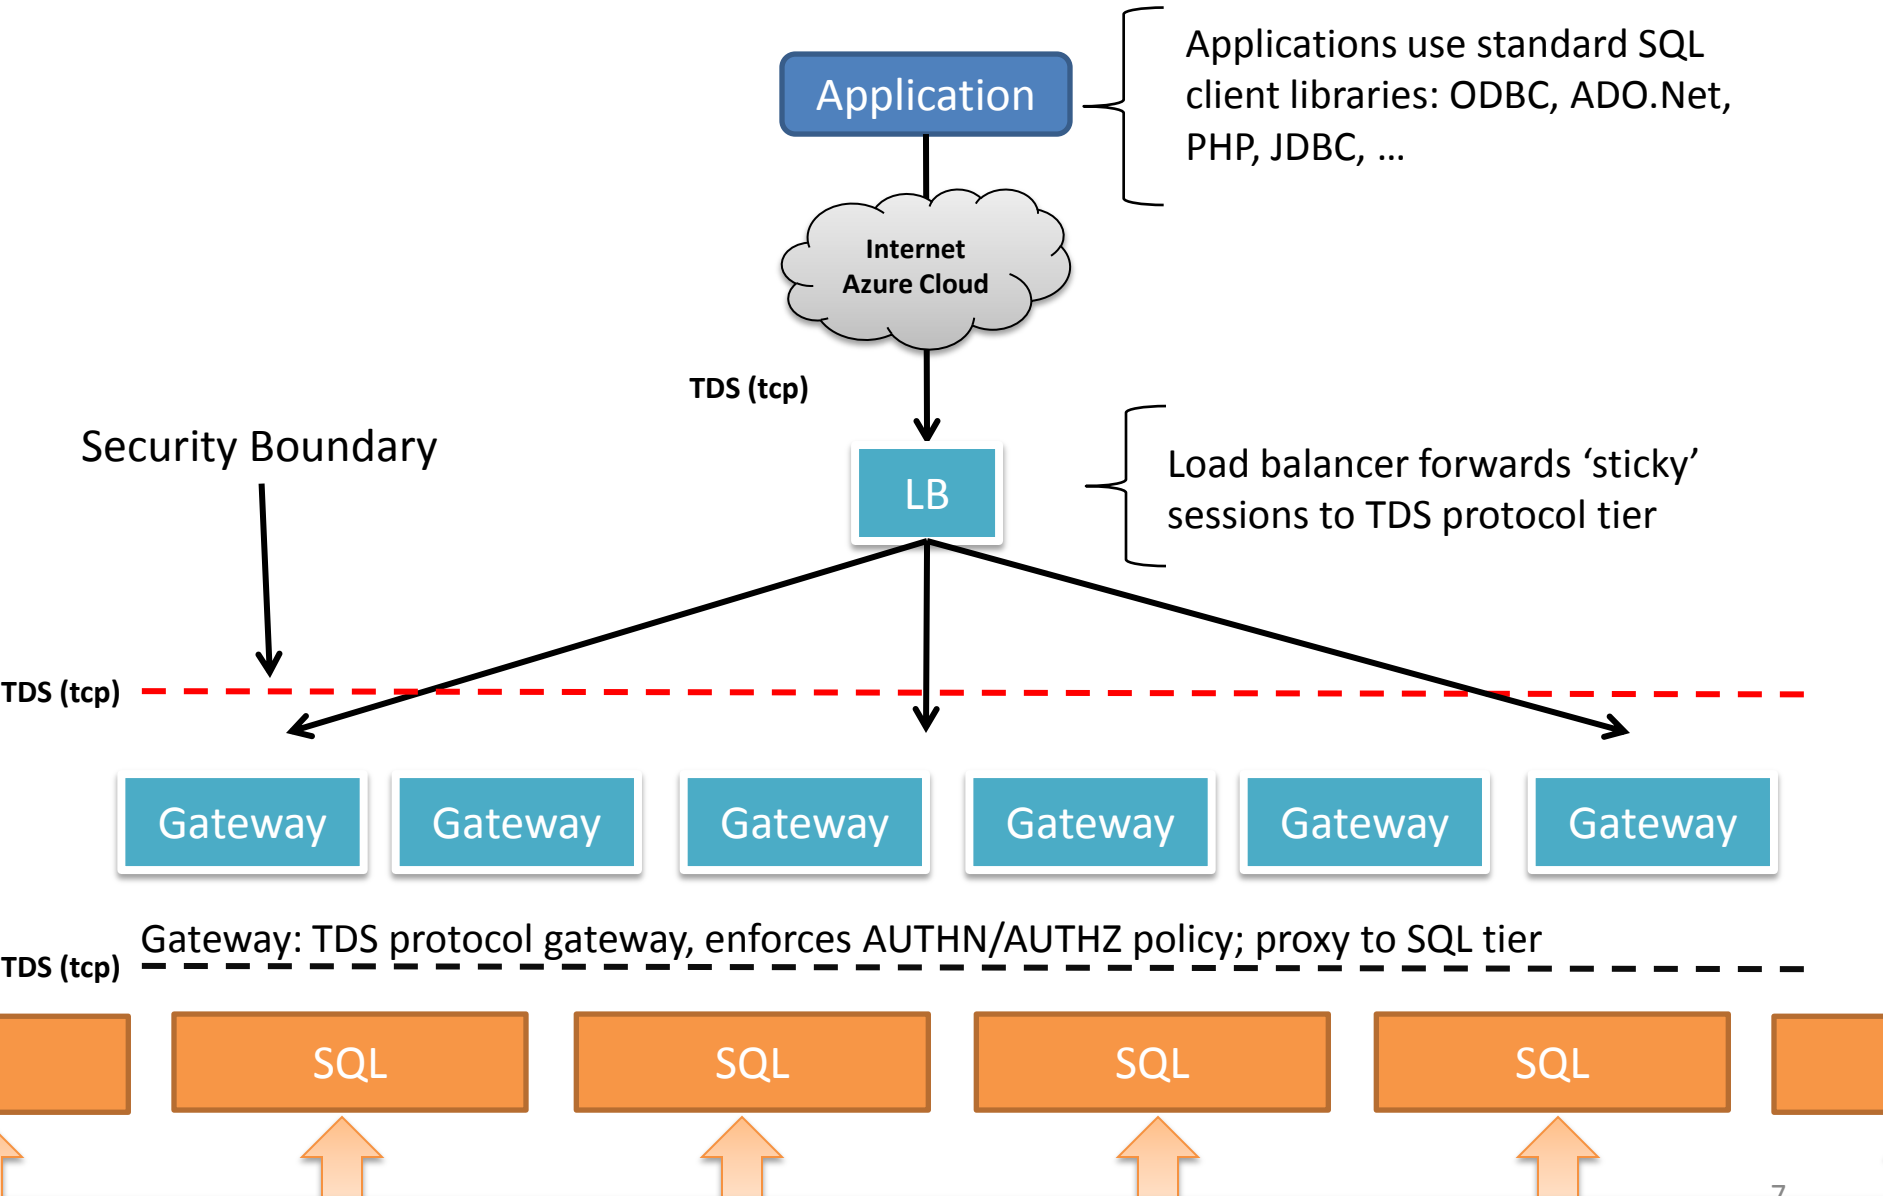 Application
Applications use standard SQL
client libraries: ODBC, ADO.Net,
PHP, JDBC, …
Internet
Azure Cloud
TDS (tcp)
Security Boundary
LB
Load balancer forwards ‘sticky’
sessions to TDS protocol tier
TDS (tcp)
Gateway
Gateway
Gateway
Gateway
Gateway
Gateway
Gateway: TDS protocol gateway, enforces AUTHN/AUTHZ policy; proxy to SQL tier
TDS (tcp)
SQL
SQL
SQL
SQL
7